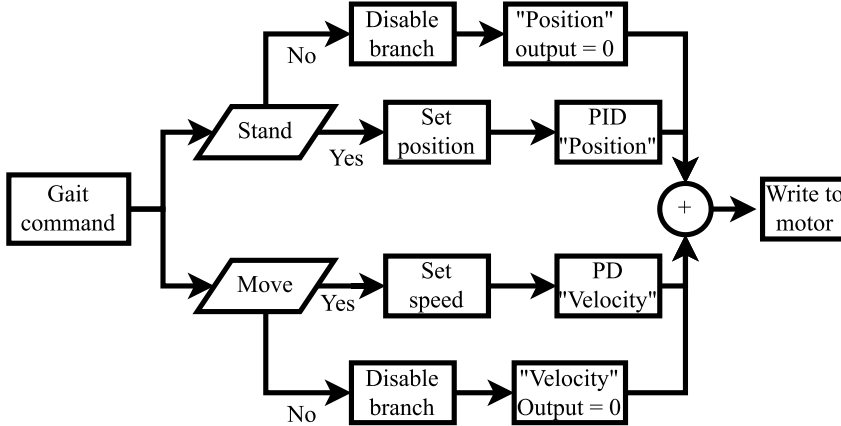 Disable
branch
"Position"
output = 0
No
Stand
Yes
Set
position
PID
"Position"
Gait
command
+
Write to
motor
Move
Yes
Set
speed
PD
"Velocity"
No
Disable
branch
"Velocity"
Output = 0